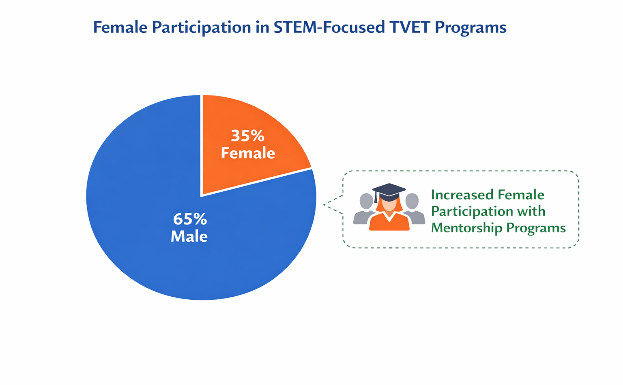 Female Participation in STEM-Focused TVET Programs
35%
Female
65%
Male
Increased Female
Participation with
Mentorship Programs